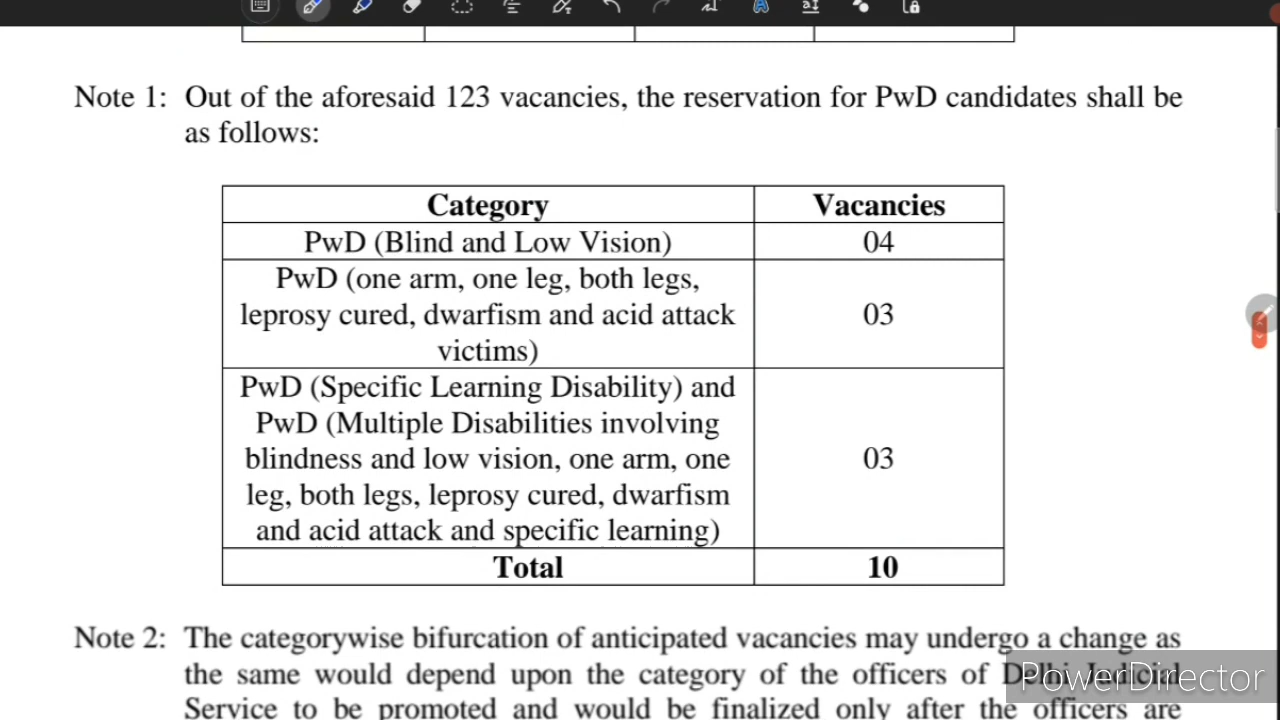 Note 1: Out of the aforesaid 123 vacancies, the reservation for PwD candidates shall be
as follows:
Category Vacancies
PwD (Blind and Low Vision) 04
PwD (one arm, one leg, both legs,
leprosy cured, dwarfism and acid attack
victims)
03
PwD (Specific Learning Disability) and
PwD (Multiple Disabilities involving
blindness and low vision, one arm, one
leg, both legs, leprosy cured, dwarfism
and acid attack and specific learning)
03
Total 10
Note 2: The categorywise bifurcation of anticipated vacancies may undergo a change as
the same would depend upon the category of the officers of Delhi Judicial
Service to be promoted and would be finalized only after the officers are
PowerDirector